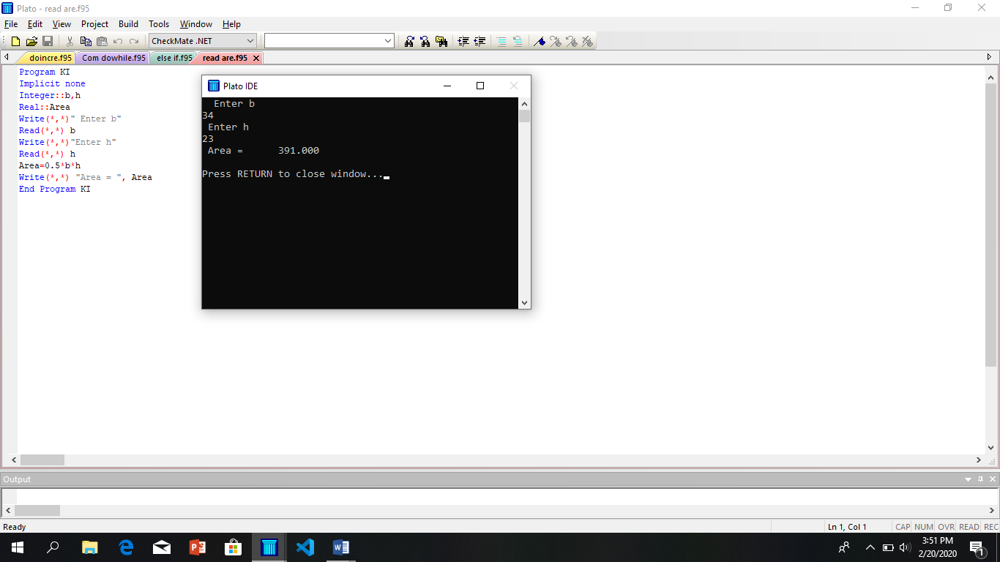 Plato - read are.f95
File Edit View Project Build Tools Window Help
CheckMate .NET
doincre.f95 Com dowhile.f95 else if.f95 read are.f95
Program KI
Implicit none
Integer::b,h
Real::Area
Write(*,*)" Enter b"
Read(*,*) b
Write(*,*)"Enter h"
Read(*,*) h
Area=0.5*b*h
Write(*,*) "Area = ", Area
End Program KI
Plato IDE
Enter b
34
Enter h
23
Area = 391.000
Press RETURN to close window...
Output
Ready
Ln 1, Col 1
CAP NUM OVR READ REC
3:51 PM
2/20/2020
1